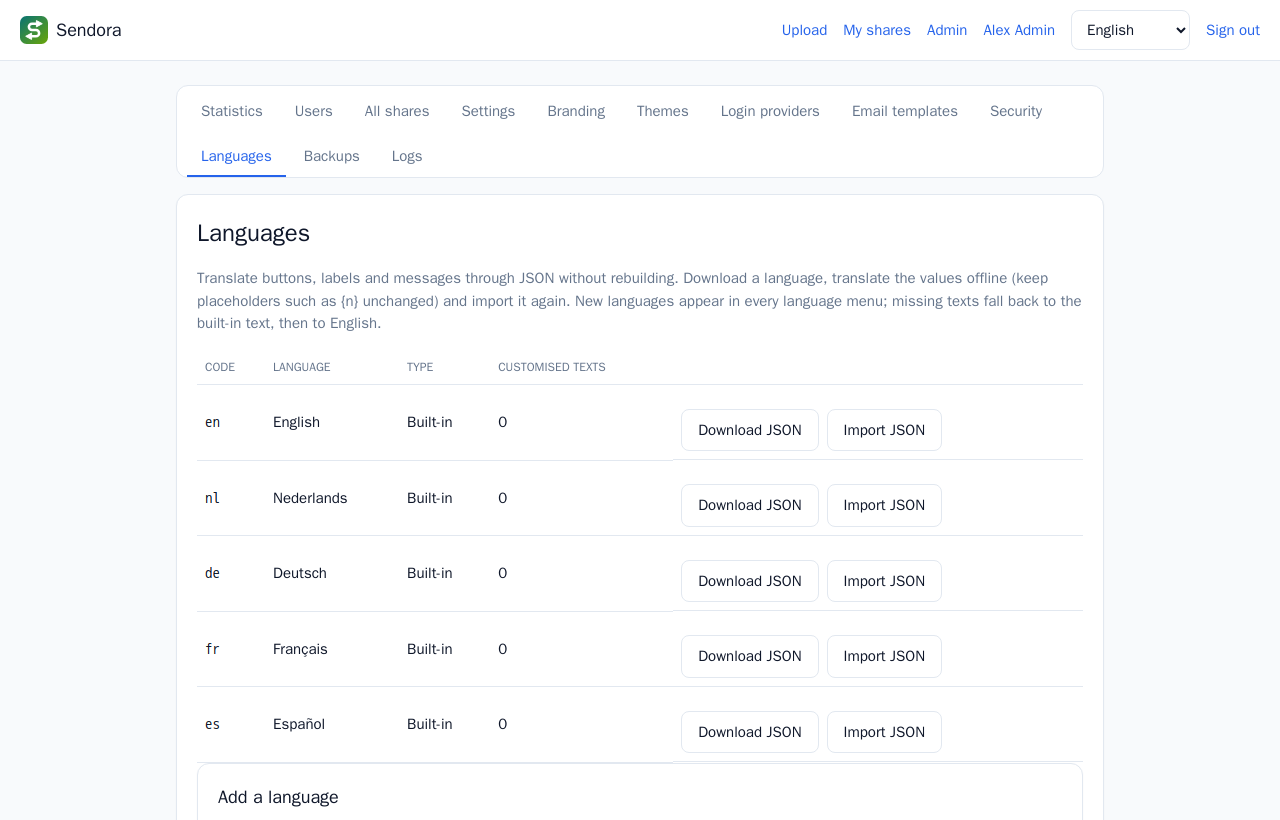 Sendora
Upload My shares Admin Alex Admin English Sign out
Statistics Users All shares Settings Branding Themes Login providers Email templates Security
Languages Backups Logs
Languages
Translate buttons, labels and messages through JSON without rebuilding. Download a language, translate the values offline (keep
placeholders such as {n} unchanged) and import it again. New languages appear in every language menu; missing texts fall back to the
built-in text, then to English.
CODE LANGUAGE TYPE CUSTOMISED TEXTS
en English Built-in 0 Download JSON Import JSON
nl Nederlands Built-in 0 Download JSON Import JSON
de Deutsch Built-in 0 Download JSON Import JSON
fr Français Built-in 0 Download JSON Import JSON
es Español Built-in 0 Download JSON Import JSON
Add a language